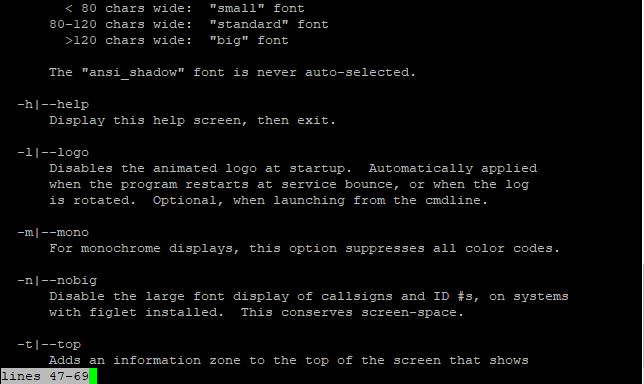 < 80 chars wide:  "small" font
80-120 chars wide:  "standard" font
>120 chars wide:  "big" font
The "ansi_shadow" font is never auto-selected.
-h|--help
Display this help screen, then exit.
-l|--logo
Disables the animated logo at startup.  Automatically applied
when the program restarts at service bounce, or when the log
is rotated.  Optional, when launching from the cmdline.
-m|--mono
For monochrome displays, this option suppresses all color codes.
-n|--nobig
Disable the large font display of callsigns and ID #s, on systems
with figlet installed.  This conserves screen-space.
-t|--top
Adds an information zone to the top of the screen that shows
lines 47-69